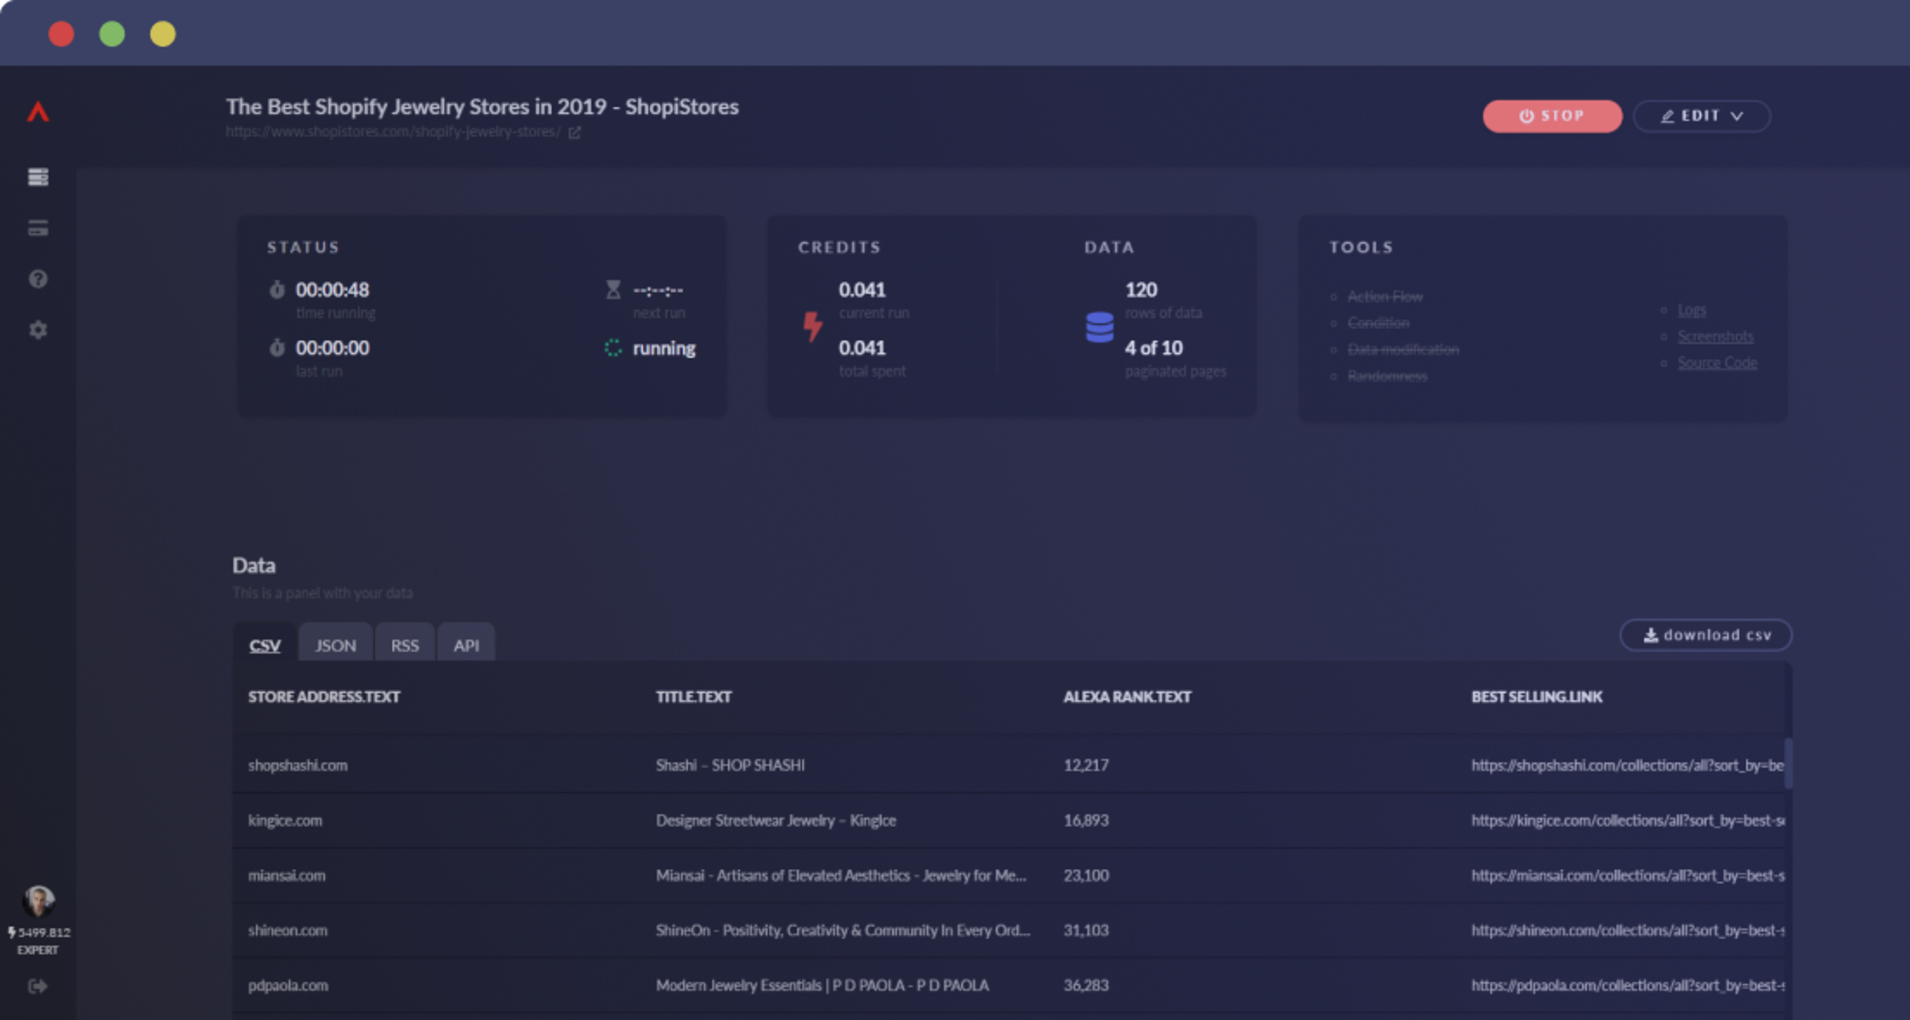 The Best Shopify Jewelry Stores in 2019 - ShopiStores
https://www.shopistores.com/shopify-jewelry-stores/
STOP
EDIT
STATUS
00:00:48
time running
--:--:--
next run
00:00:00
last run
running
CREDITS
0.041
current run
0.041
total spent
DATA
120
rows of data
4 of 10
paginated pages
TOOLS
Action Flow
Condition
Data modification
Randomness
Logs
Screenshots
Source Code
Data
This is a panel with your data
CSV
JSON
RSS
API
download csv
STORE ADDRESS.TEXT TITLE.TEXT ALEXA RANK.TEXT BEST SELLING.LINK
shopshashi.com Shashi – SHOP SHASHI 12,217 https://shopshashi.com/collections/all?sort_by=be
kingice.com Designer Streetwear Jewelry – KingIce 16,893 https://kingice.com/collections/all?sort_by=best-s
miansai.com Miansai - Artisans of Elevated Aesthetics - Jewelry for Me... 23,100 https://miansai.com/collections/all?sort_by=best-s
shineon.com ShineOn - Positivity, Creativity & Community In Every Ord... 31,103 https://shineon.com/collections/all?sort_by=best-s
pdpaola.com Modern Jewelry Essentials | P D PAOLA - P D PAOLA 36,283 https://pdpaola.com/collections/all?sort_by=best-s
5499.812
EXPERT